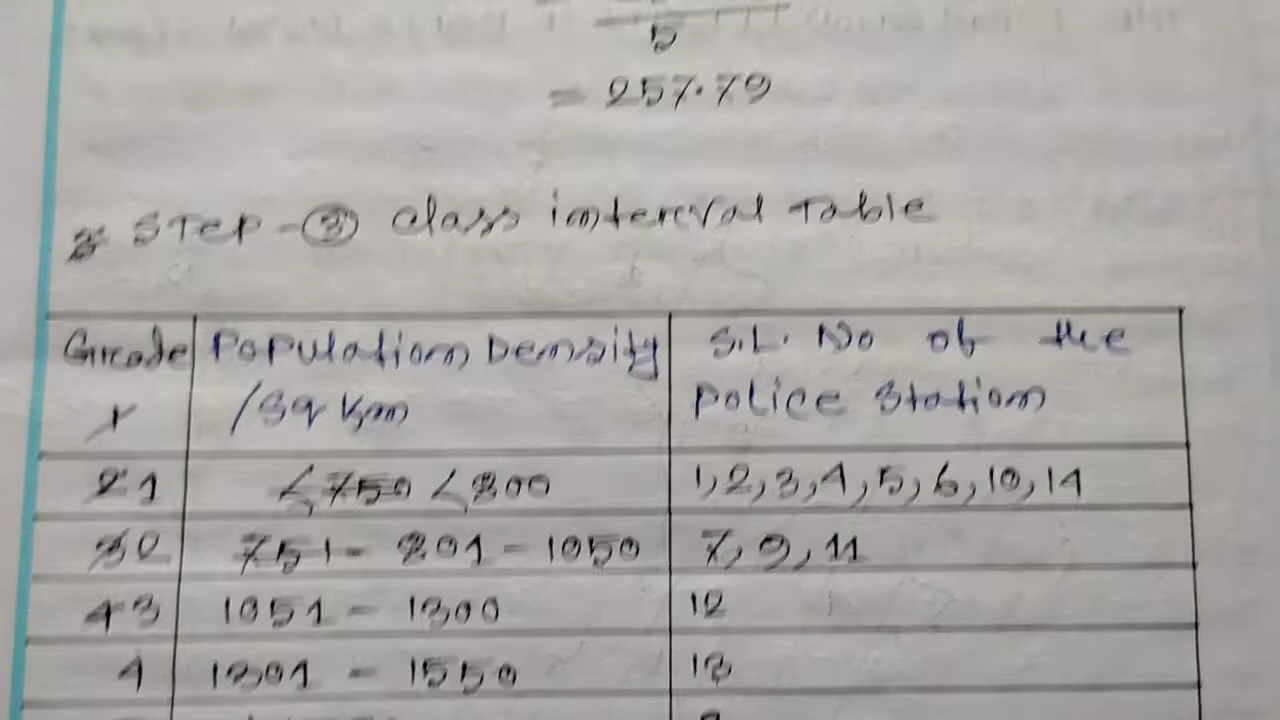 5
= 257.79
Step - ③ class interval table
Grade
Population Density
/Sq km
S.L. No of the
Police Station
1
<750 <800
1, 2, 3, 4, 5, 6, 10, 14
2
751 - 801 - 1050
7, 9, 11
3
1051 - 1300
12
4
1301 - 1550
13